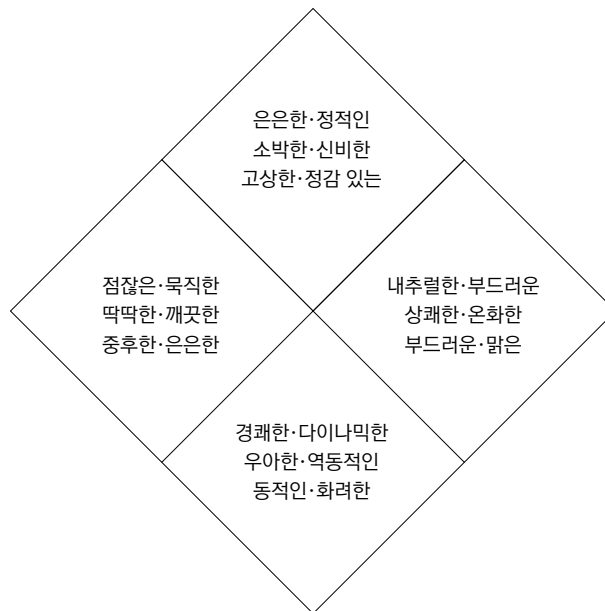 은은한·정적인
소박한·신비한
고상한·정감 있는
점잖은·묵직한
딱딱한·깨끗한
중후한·은은한
내추럴한·부드러운
상쾌한·온화한
부드러운·맑은
경쾌한·다이나믹한
우아한·역동적인
동적인·화려한